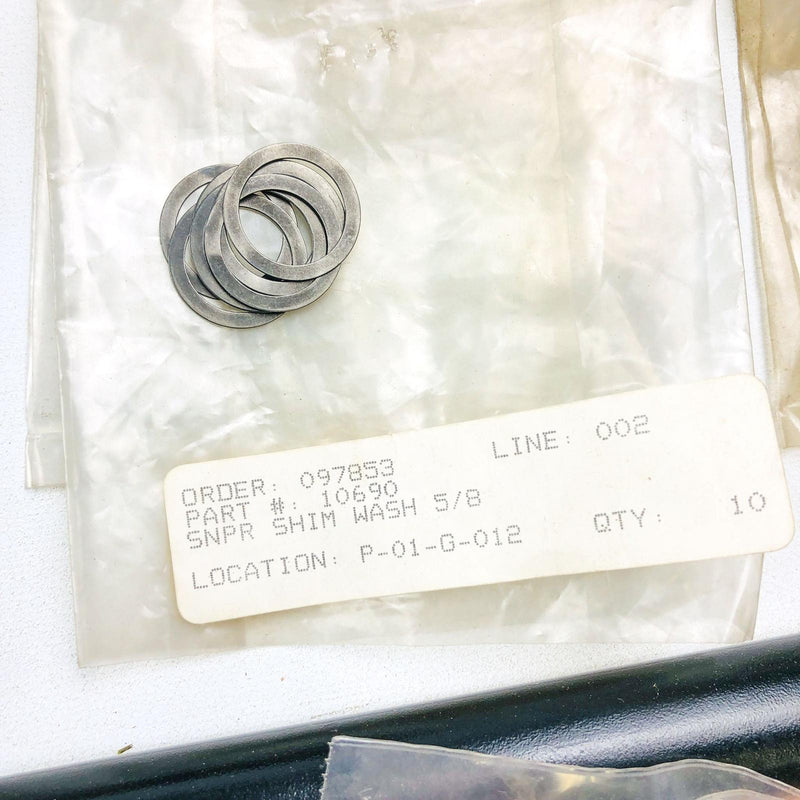 ORDER: 097853 LINE: 002
PART #: 10690
SNPR SHIM WASH 5/8
LOCATION: P-01-G-012 QTY: 10